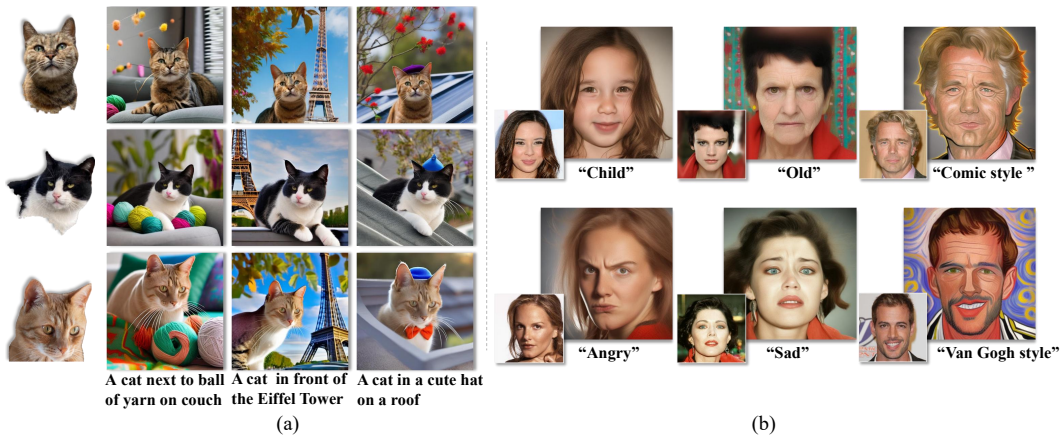 “Child”
“Old”
“Comic style ”
“Angry”
“Sad”
“Van Gogh style”
A cat next to ball
of yarn on couch
A cat in front of
the Eiffel Tower
A cat in a cute hat
on a roof
(a)
(b)